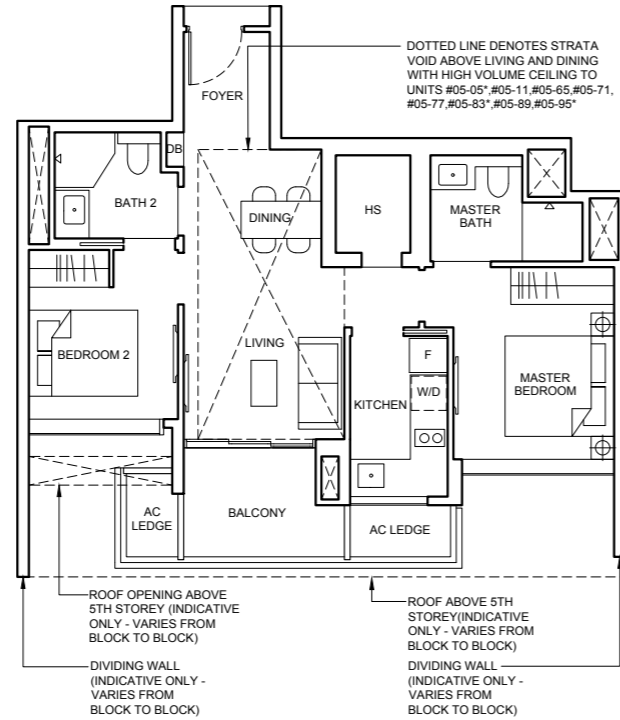 DOTTED LINE DENOTES STRATA
VOID ABOVE LIVING AND DINING
WITH HIGH VOLUME CEILING TO
UNITS #05-05*,#05-11,#05-65,#05-71,
#05-77,#05-83*,#05-89,#05-95*
FOYER
DB
BATH 2
DINING
HS
MASTER
BATH
X
BEDROOM 2
LIVING
F
W/D
KITCHEN
MASTER
BEDROOM
AC
LEDGE
BALCONY
AC LEDGE
ROOF OPENING ABOVE
5TH STOREY (INDICATIVE
ONLY - VARIES FROM
BLOCK TO BLOCK)
DIVIDING WALL
(INDICATIVE ONLY -
VARIES FROM
BLOCK TO BLOCK)
ROOF ABOVE 5TH
STOREY(INDICATIVE
ONLY - VARIES FROM
BLOCK TO BLOCK)
DIVIDING WALL
(INDICATIVE ONLY -
VARIES FROM
BLOCK TO BLOCK)